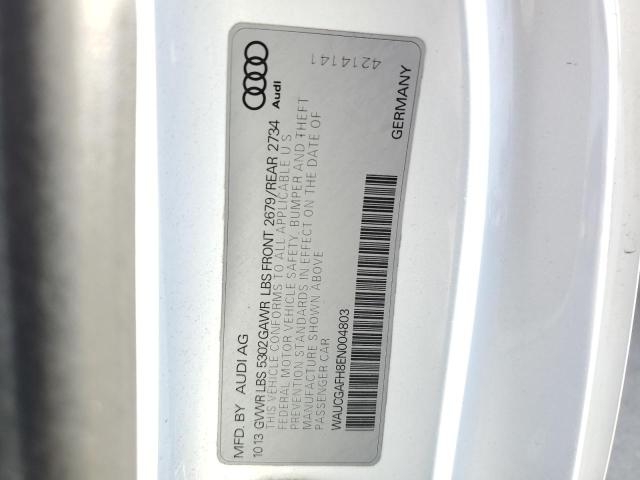 MFD. BY AUDI AG
10 13 GVWR LBS 5302 GAWR LBS FRONT 2679/REAR 2734
THIS VEHICLE CONFORMS TO ALL APPLICABLE U S
FEDERAL MOTOR VEHICLE SAFETY, BUMPER AND THEFT
PREVENTION STANDARDS IN EFFECT ON THE DATE OF
MANUFACTURE SHOWN ABOVE
PASSENGER CAR
WAUCGAFH8EN004803
Audi
4214141
GERMANY